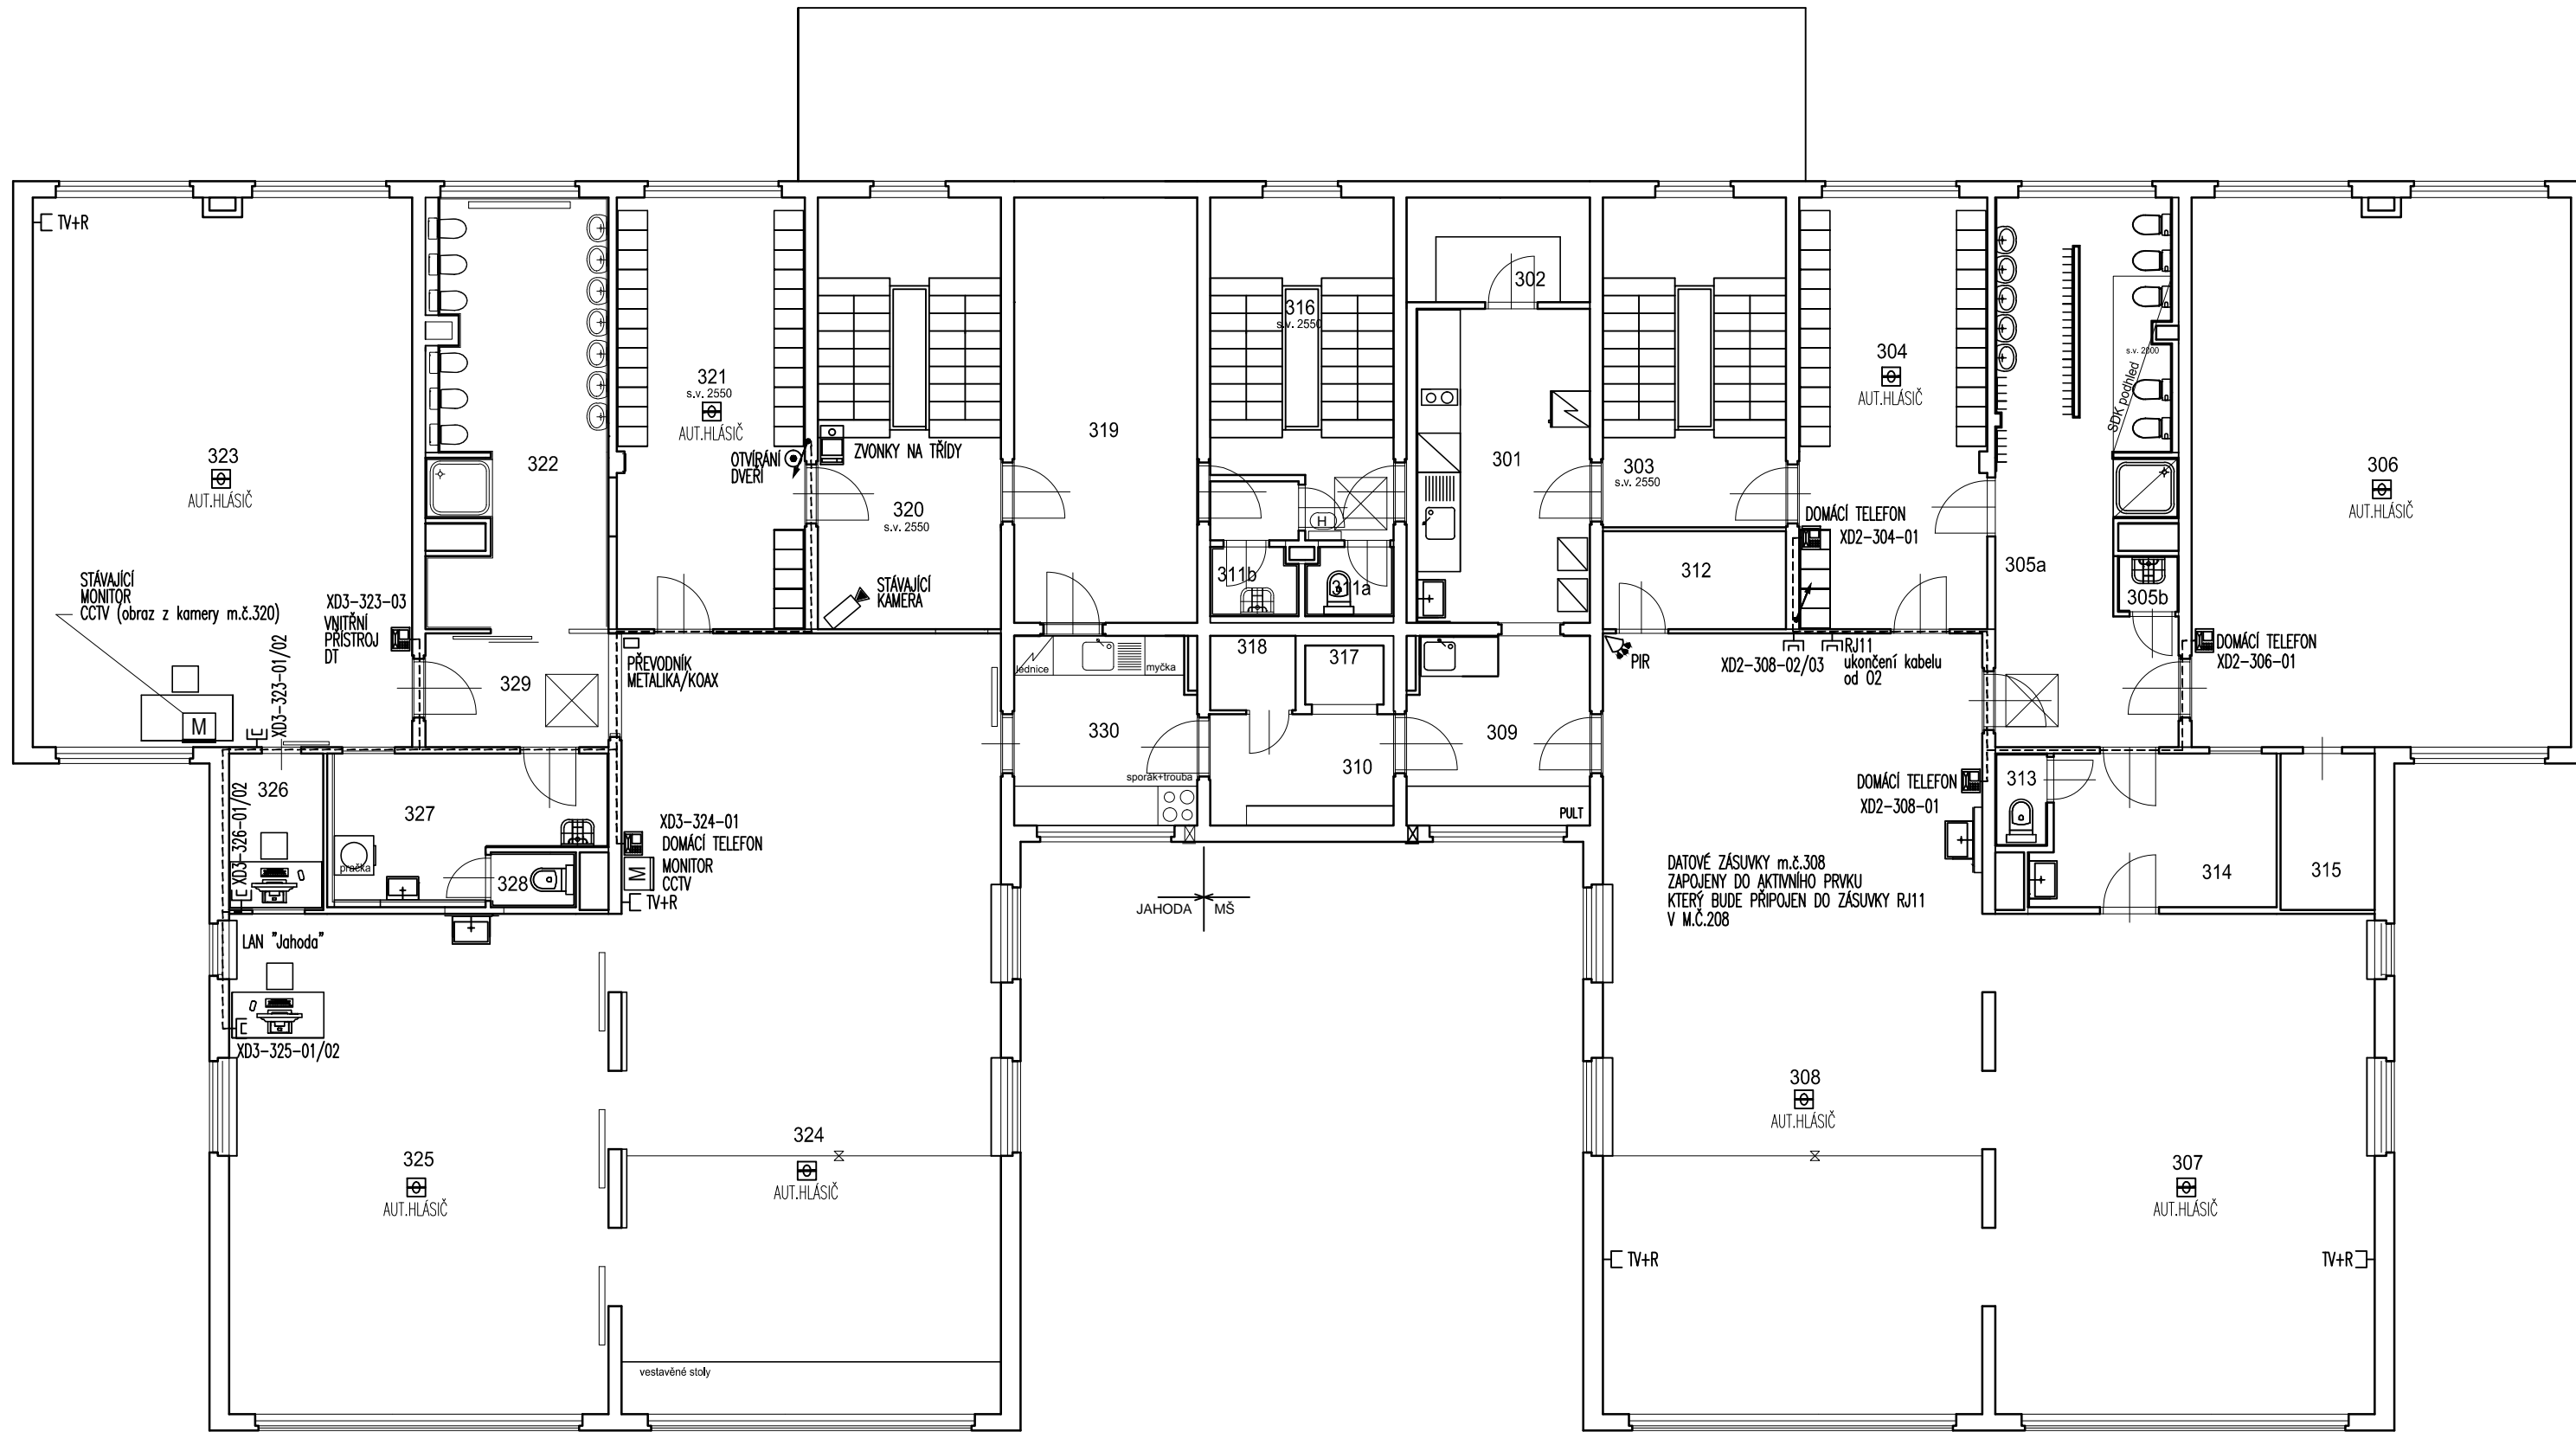 TV+R
323
AUT.HLÁSIČ
STÁVAJÍCÍ
MONITOR
CCTV (obraz z kamery m.č.320)
XD3-323-03
VNITŘNÍ
PŘÍSTROJ
DT
XD3-323-01/02
M
322
329
321
s.v. 2550
AUT.HLÁSIČ
OTVÍRÁNÍ
DVEŘÍ
ZVONKY NA TŘÍDY
320
s.v. 2550
STÁVAJÍCÍ
KAMERA
PŘEVODNÍK
METALIKA/KOAX
319
316
s.v. 2550
H
311b
311a
302
301
303
s.v. 2550
312
304
AUT.HLÁSIČ
DOMÁCÍ TELEFON
XD2-304-01
305a
305b
s.v. 2000
SDK podhled
306
AUT.HLÁSIČ
DOMÁCÍ TELEFON
XD2-306-01
PIR
XD2-308-02/03
RJ11
ukončení kabelu
od O2
lednice
myčka
330
sporák+trouba
318
317
310
309
PULT
326
XD3-326-01/02
327
pračka
328
XD3-324-01
DOMÁCÍ TELEFON
M
MONITOR
CCTV
TV+R
LAN "Jahoda"
XD3-325-01/02
JAHODA
MŠ
DOMÁCÍ TELEFON
XD2-308-01
313
314
315
DATOVÉ ZÁSUVKY m.č.308
ZAPOJENY DO AKTIVNÍHO PRVKU
KTERÝ BUDE PŘIPOJEN DO ZÁSUVKY RJ11
V M.Č.208
325
AUT.HLÁSIČ
324
AUT.HLÁSIČ
308
AUT.HLÁSIČ
307
AUT.HLÁSIČ
TV+R
TV+R
vestavěné stoly